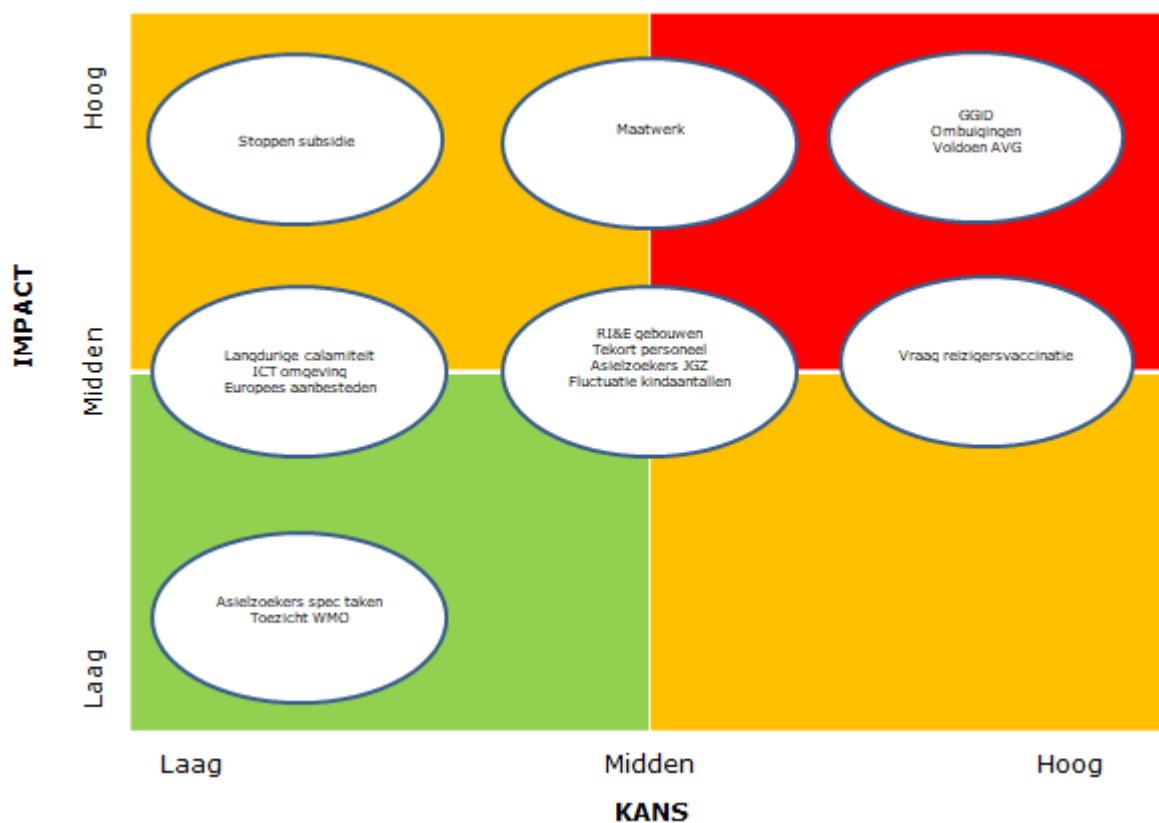 Hoog
Stoppen subsidie
Maatwerk
GGiD
Ombuigingen
Voldoen AVG
IMPACT
Midden
Langdurige calamiteit
ICT omgeving
Europees aanbesteden
RI&E gebouwen
Tekort personeel
Asielzoekers JGZ
Fluctuatie kindaantallen
Vraag reizigersvaccinatie
Asielzoekers spec taken
Toezicht WMO
Laag
Laag
Midden
Hoog
KANS